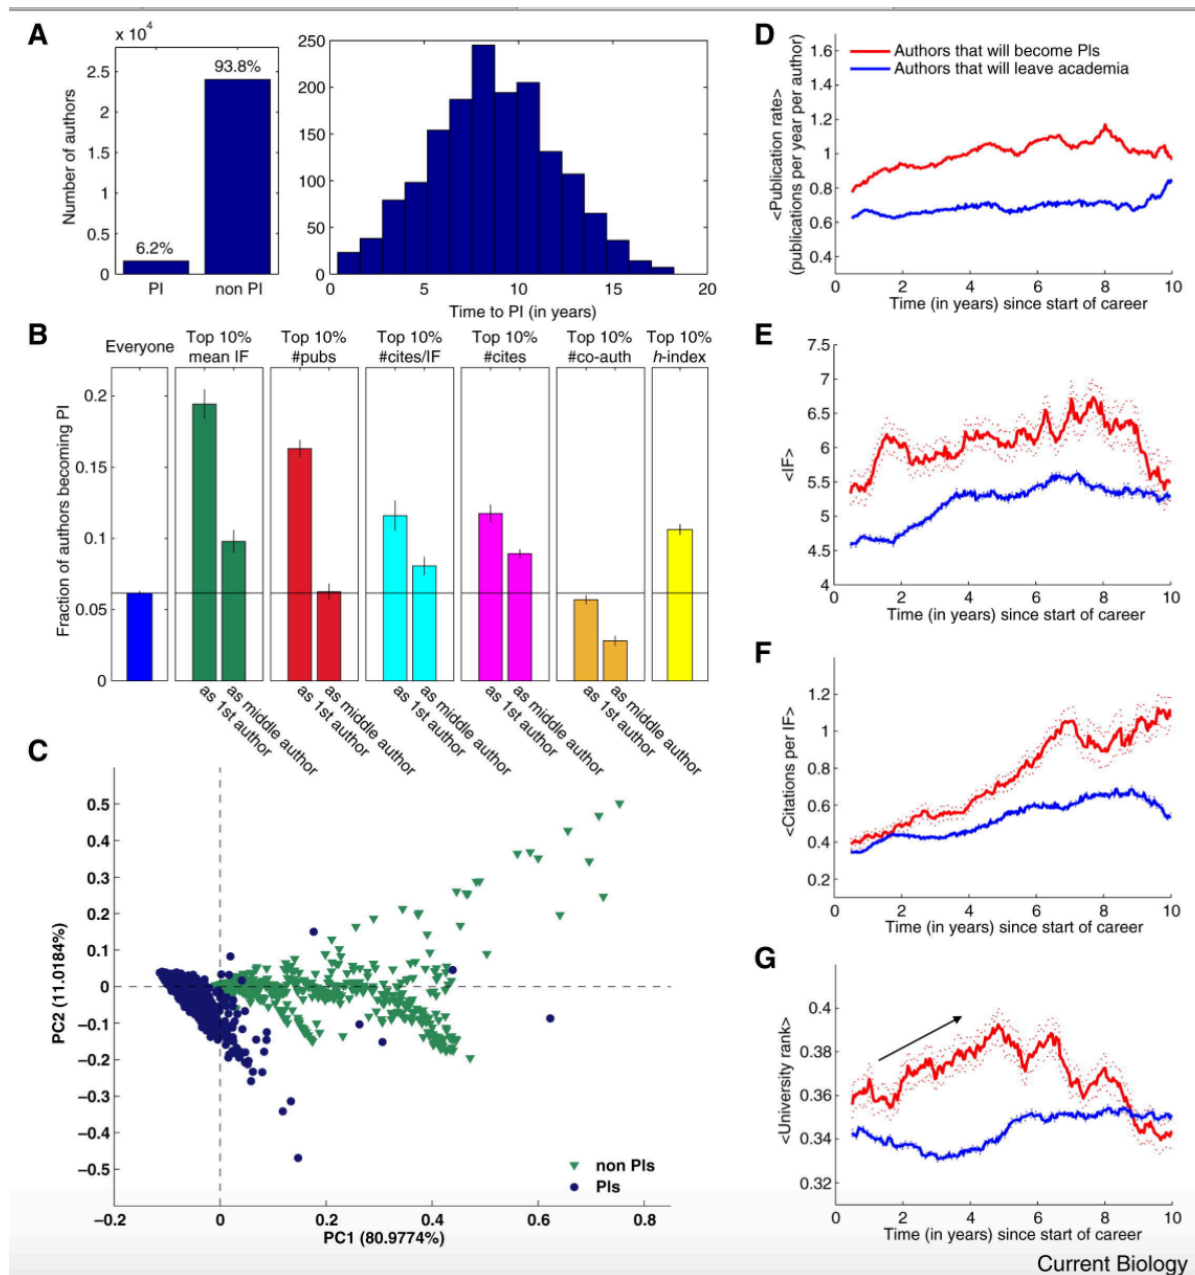 A
x 10^4
Number of authors
2.5
2
1.5
1
0.5
0
6.2%
93.8%
PI
non PI
250
200
150
100
50
0
0
5
10
15
20
Time to PI (in years)
B
Fraction of authors becoming PI
0.2
0.15
0.1
0.05
0
Everyone
Top 10%
mean IF
Top 10%
#pubs
Top 10%
#cites/IF
Top 10%
#cites
Top 10%
#co-auth
Top 10%
h-index
as 1st author
as middle author
as 1st author
as middle author
as 1st author
as middle author
as 1st author
as middle author
as 1st author
as middle author
C
PC2 (11.0184%)
0.5
0.4
0.3
0.2
0.1
0
−0.1
−0.2
−0.3
−0.4
−0.5
−0.2
0
0.2
0.4
0.6
0.8
PC1 (80.9774%)
non PIs
PIs
D
<Publication rate>
(publications per year per author)
1.6
1.4
1.2
1
0.8
0.6
0.4
Authors that will become PIs
Authors that will leave academia
0
2
4
6
8
10
Time (in years) since start of career
E
<IF>
7.5
7
6.5
6
5.5
5
4.5
4
0
2
4
6
8
10
Time (in years) since start of career
F
<Citations per IF>
1.2
1
0.8
0.6
0.4
0.2
0
2
4
6
8
10
Time (in years) since start of career
G
<University rank>
0.4
0.38
0.36
0.34
0.32
0
2
4
6
8
10
Time (in years) since start of career
Current Biology